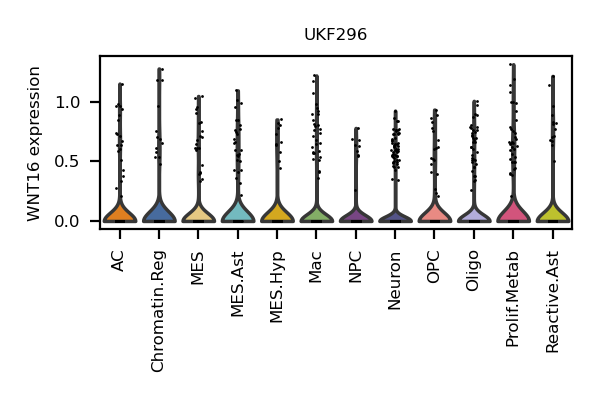 UKF296
WNT16 expression
1.0
0.5
0.0
AC
Chromatin.Reg
MES
MES.Ast
MES.Hyp
Mac
NPC
Neuron
OPC
Oligo
Prolif.Metab
Reactive.Ast